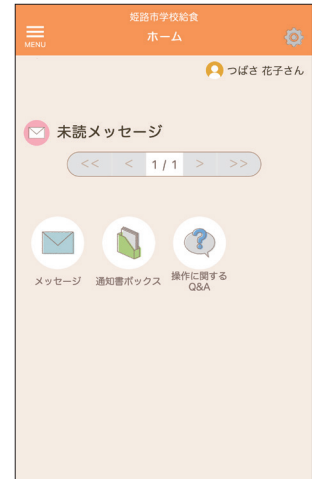 姫路市学校給食
ホーム
MENU
つばさ 花子さん
未読メッセージ
<< < 1 / 1 > >>
メッセージ
通知書ボックス
操作に関する
Q&A